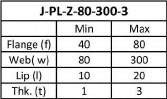 J-PL-Z-80-300-3
Min Max
Flange (f) 40 80
Web( w) 80 300
Lip (l) 10 20
Thk. (t) 1 3